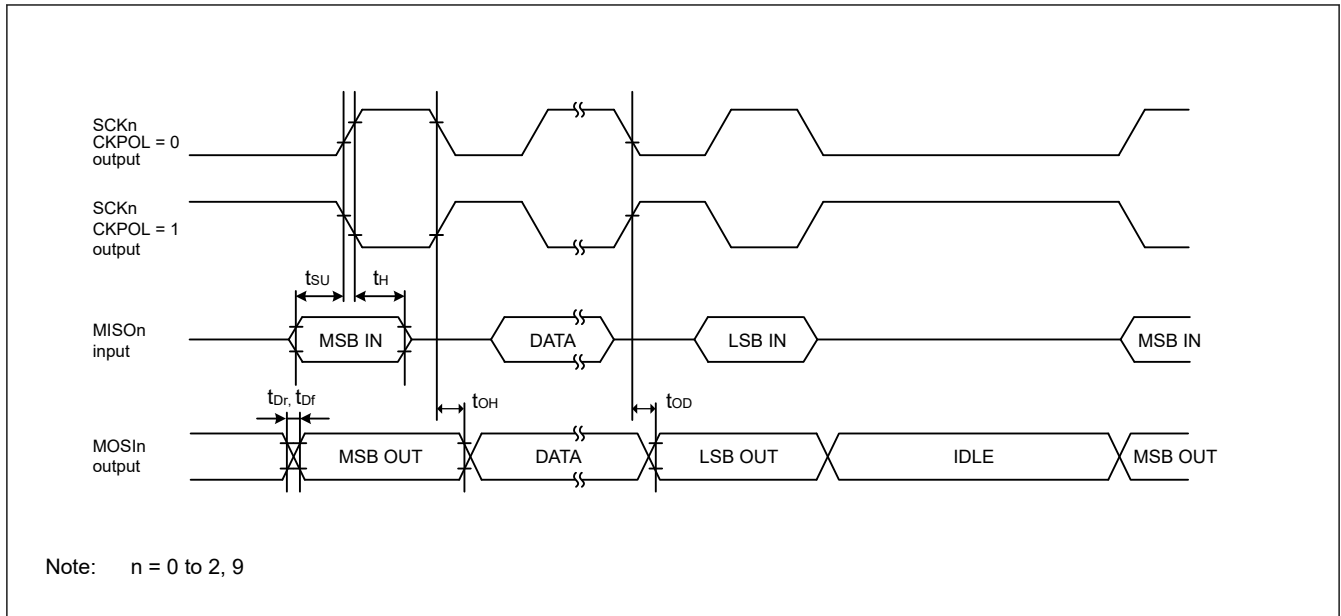 SCKn
CKPOL = 0
output
SCKn
CKPOL = 1
output
tSU
tH
MISOn
input
MSB IN
DATA
LSB IN
MSB IN
tDr, tDf
tOH
tOD
MOSIn
output
MSB OUT
DATA
LSB OUT
IDLE
MSB OUT
Note: n = 0 to 2, 9